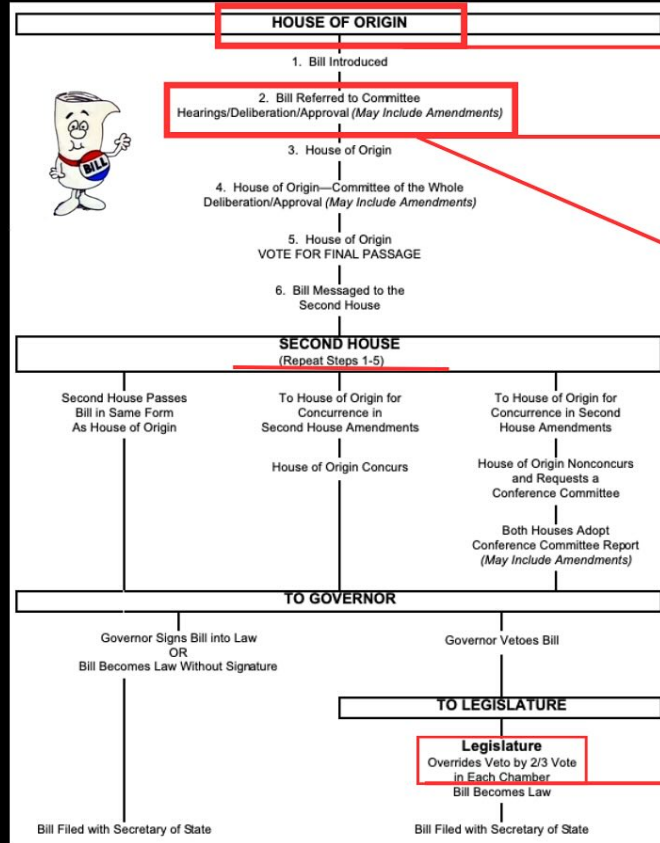 HOUSE OF ORIGIN
1. Bill Introduced
2. Bill Referred to Committee
Hearings/Deliberation/Approval (May Include Amendments)
BILL
3. House of Origin
4. House of Origin—Committee of the Whole
Deliberation/Approval (May Include Amendments)
5. House of Origin
VOTE FOR FINAL PASSAGE
6. Bill Messaged to the
Second House
SECOND HOUSE
(Repeat Steps 1-5)
Second House Passes
Bill in Same Form
As House of Origin
To House of Origin for
Concurrence in
Second House Amendments
House of Origin Concurs
To House of Origin for
Concurrence in Second
House Amendments
House of Origin Nonconcurs
and Requests a
Conference Committee
Both Houses Adopt
Conference Committee Report
(May Include Amendments)
TO GOVERNOR
Governor Signs Bill into Law
OR
Bill Becomes Law Without Signature
Governor Vetoes Bill
TO LEGISLATURE
Legislature
Overrides Veto by 2/3 Vote
in Each Chamber
Bill Becomes Law
Bill Filed with Secretary of State
Bill Filed with Secretary of State